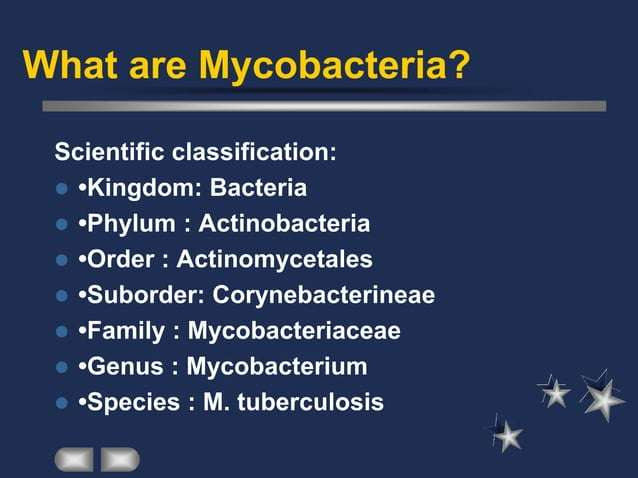 What are Mycobacteria?
Scientific classification:
•Kingdom: Bacteria
•Phylum : Actinobacteria
•Order : Actinomycetales
•Suborder: Corynebacterineae
•Family : Mycobacteriaceae
•Genus : Mycobacterium
•Species : M. tuberculosis